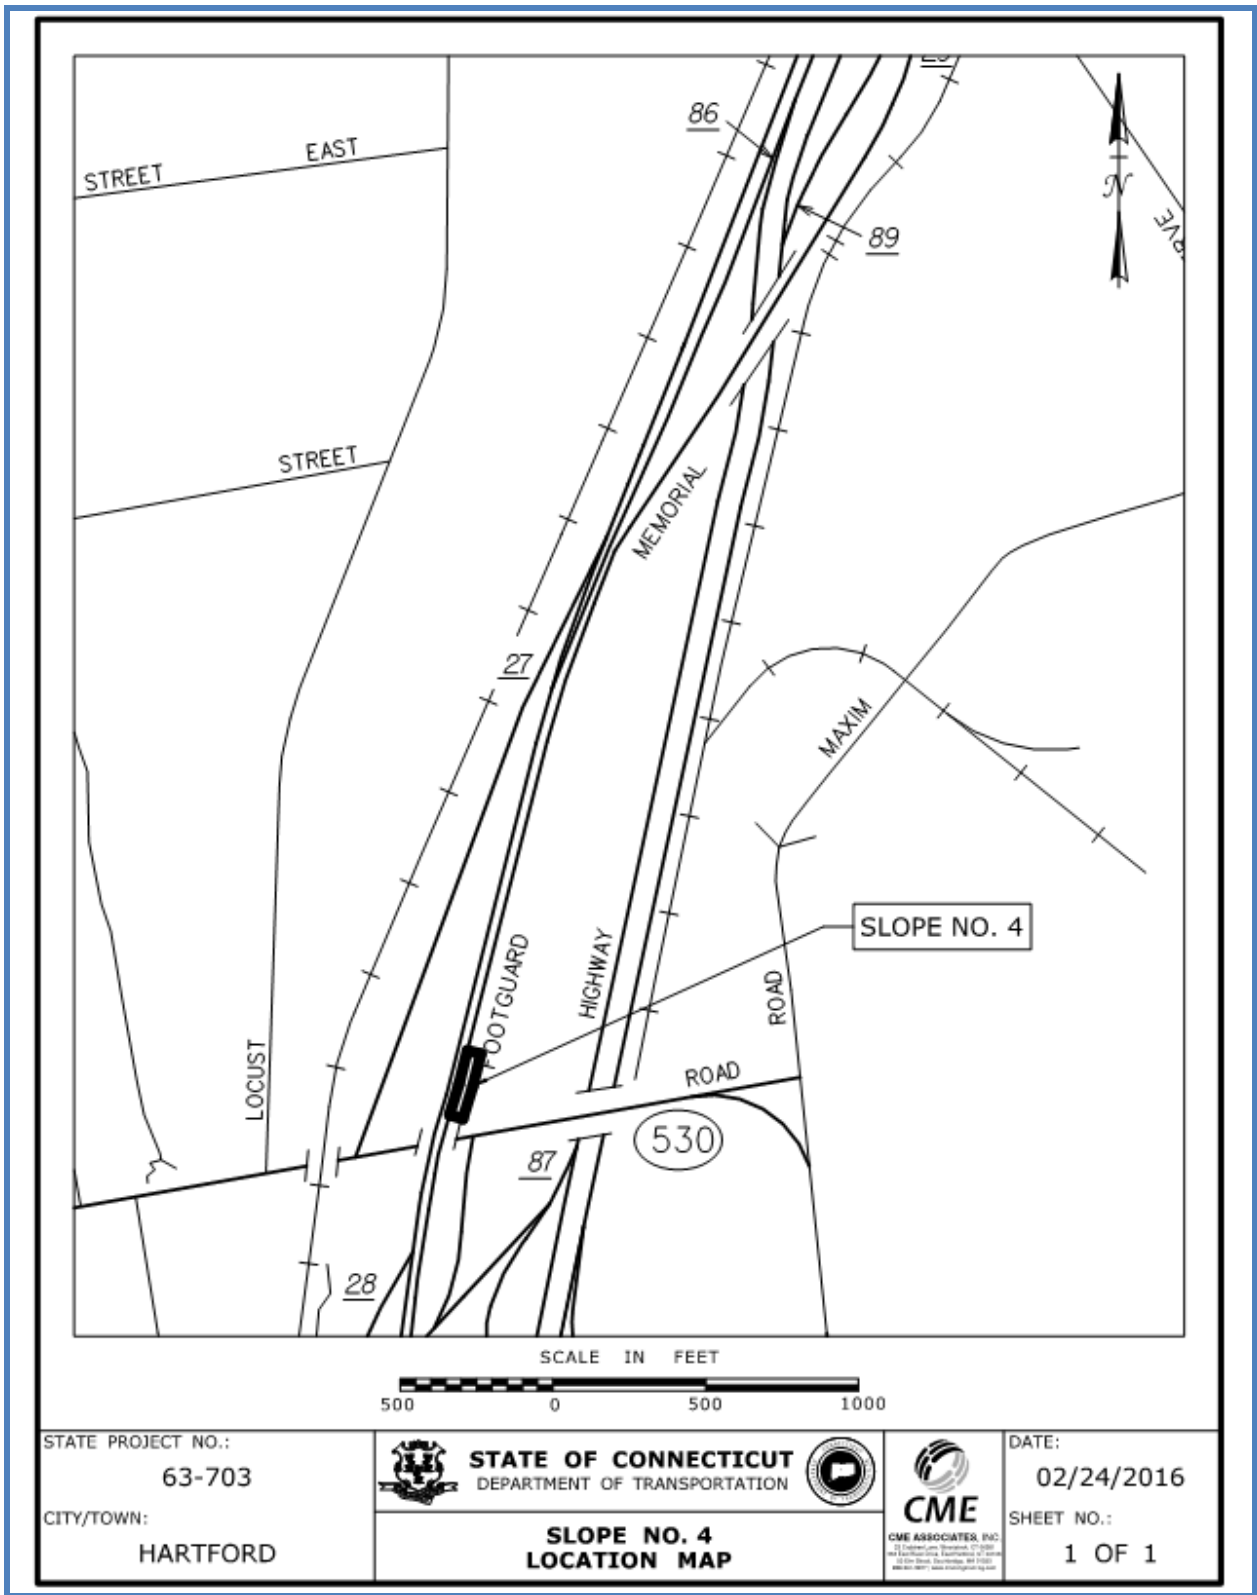 86
EAST
STREET
89
N
STREET
MEMORIAL
27
MAXIM
SLOPE NO. 4
FOOTGUARD
HIGHWAY
ROAD
LOCUST
ROAD
530
87
28
SCALE IN FEET
500 0 500 1000
STATE PROJECT NO.:
63-703
CITY/TOWN:
HARTFORD
STATE OF CONNECTICUT
DEPARTMENT OF TRANSPORTATION
SLOPE NO. 4
LOCATION MAP
CME
CME ASSOCIATES, INC.
DATE:
02/24/2016
SHEET NO.:
1 OF 1